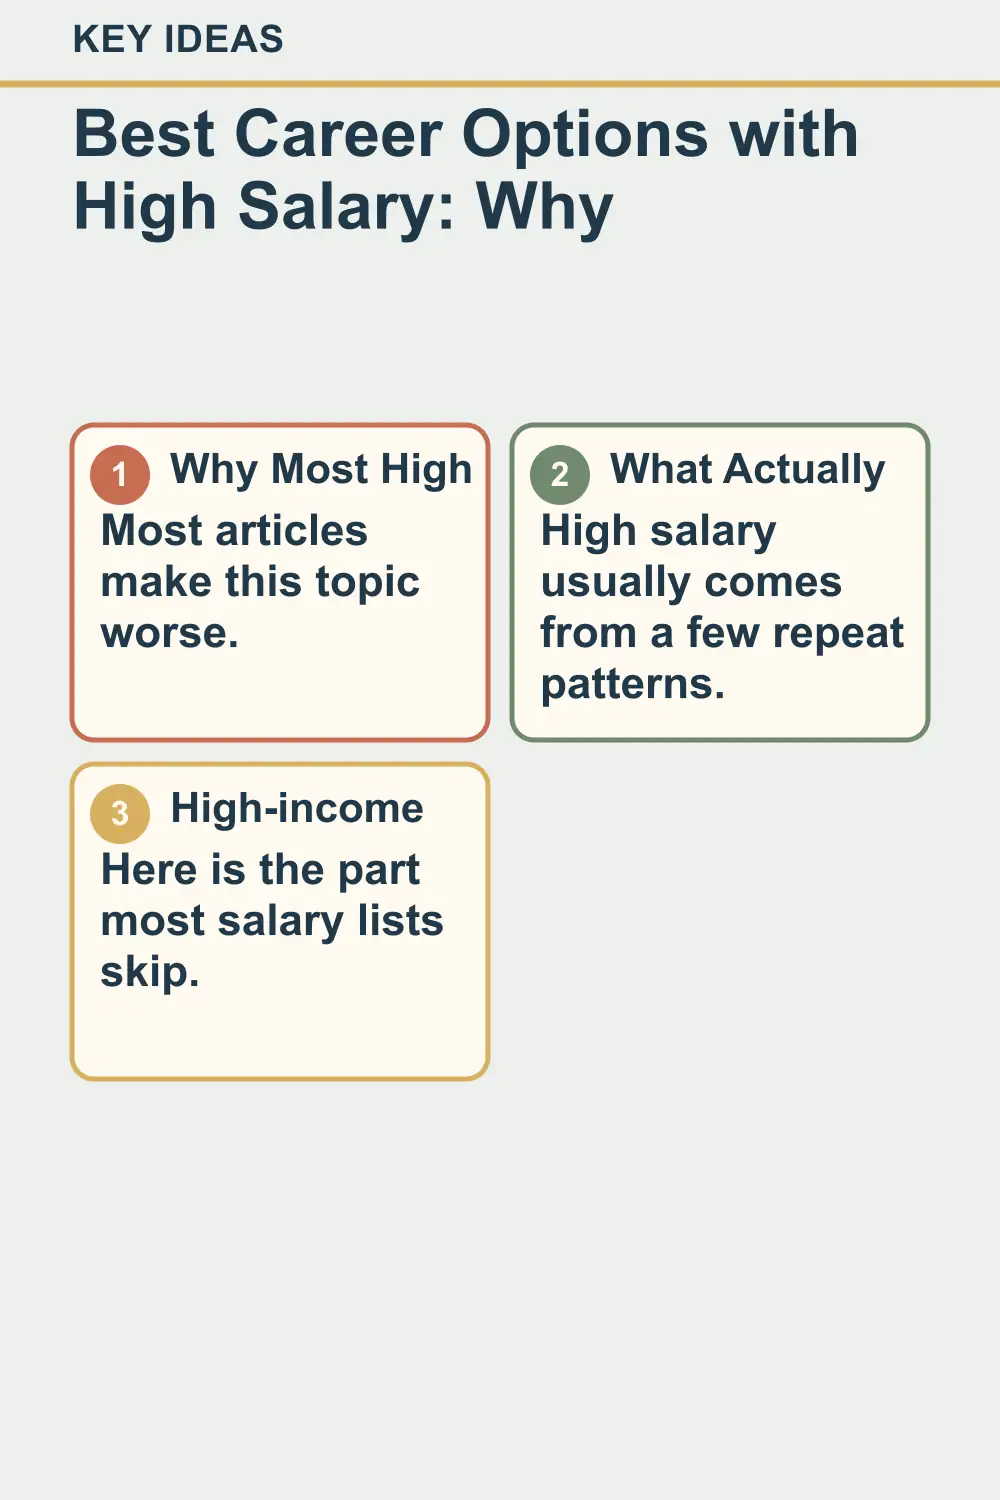 KEY IDEAS
Best Career Options with
High Salary: Why
1 Why Most High
Most articles
make this topic
worse.
2 What Actually
High salary
usually comes
from a few repeat
patterns.
3 High-income
Here is the part
most salary lists
skip.